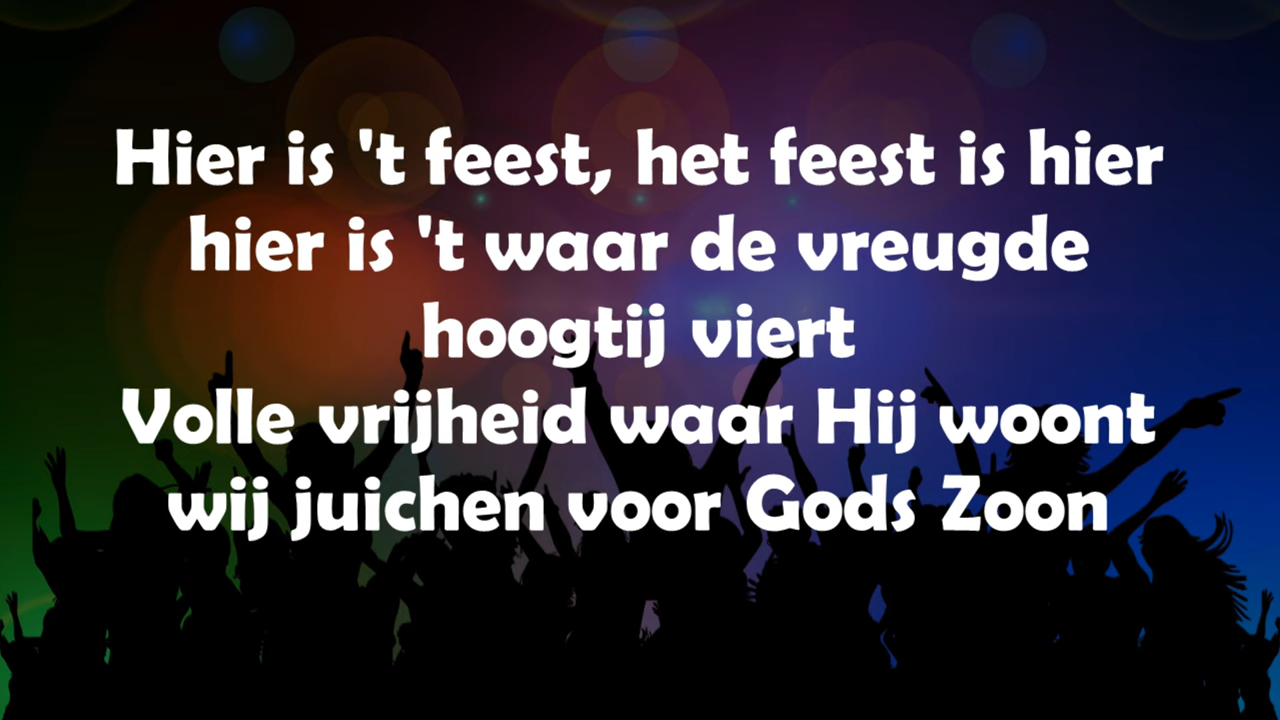 Hier is 't feest, het feest is hier
hier is 't waar de vreugde
hoogtij viert
Volle vrijheid waar Hij woont
wij juichen voor Gods Zoon